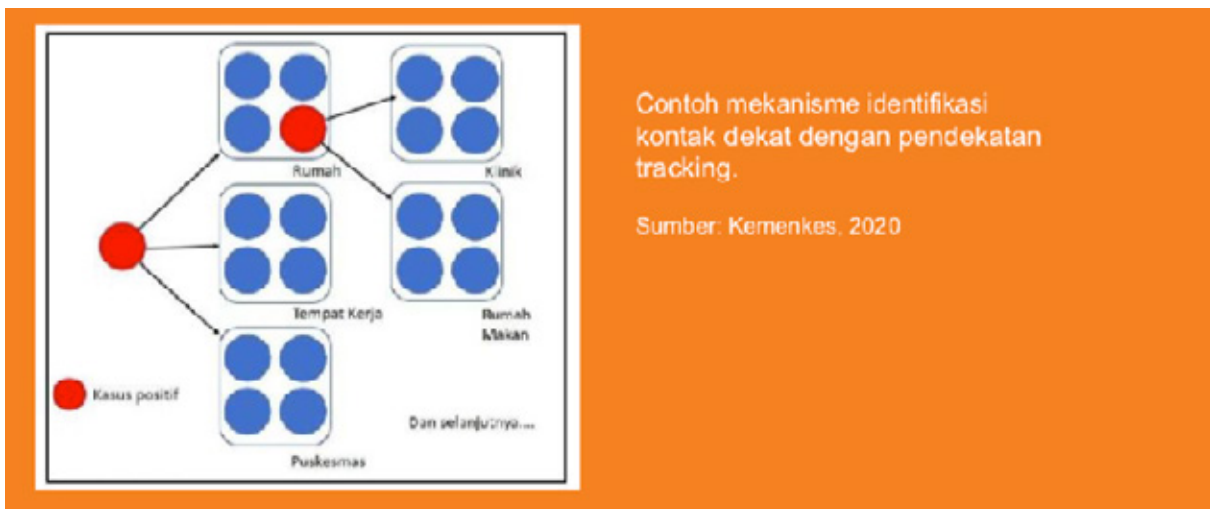 Rumah
Klinik
Tempat Kerja
Rumah
Makan
Kasus positif
Dan selanjutnya....
Puskesmas
Contoh mekanisme identifikasi
kontak dekat dengan pendekatan
tracking.
Sumber: Kemenkes, 2020